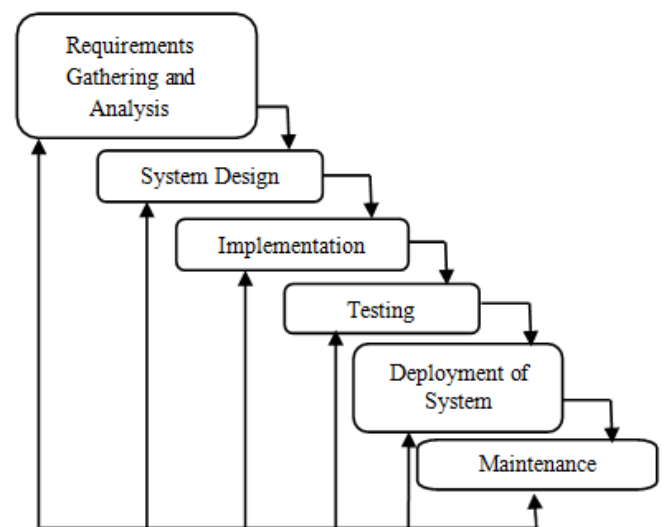 Requirements
Gathering and
Analysis
System Design
Implementation
Testing
Deployment of
System
Maintenance